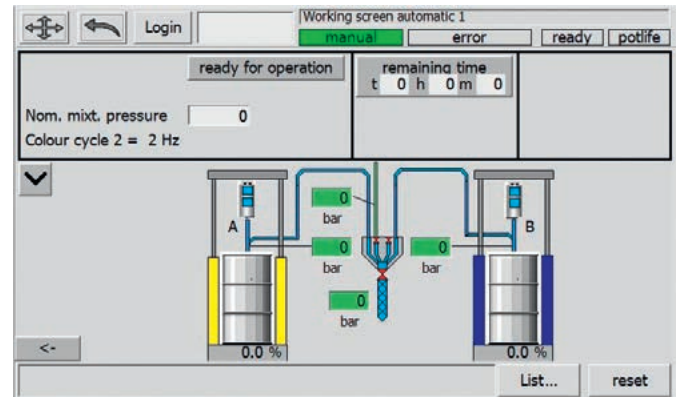 Working screen automatic 1
Login
manual error ready potlife
ready for operation remaining time
t 0 h 0 m 0
Nom. mixt. pressure 0
Colour cycle 2 = 2 Hz
0
bar
A B
0 0
bar bar
0
bar
<-
0.0 % 0.0 %
List... reset